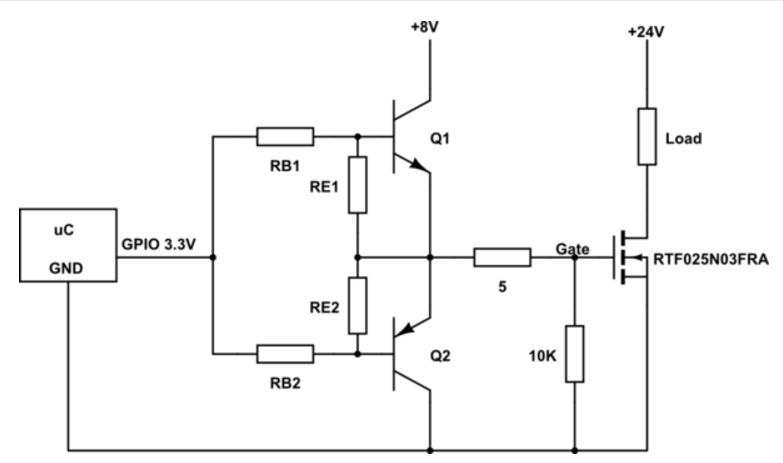 +8V
+24V
Q1
Load
RB1
RE1
uC
GPIO 3.3V
GND
Gate
RTF025N03FRA
5
RE2
10K
Q2
RB2